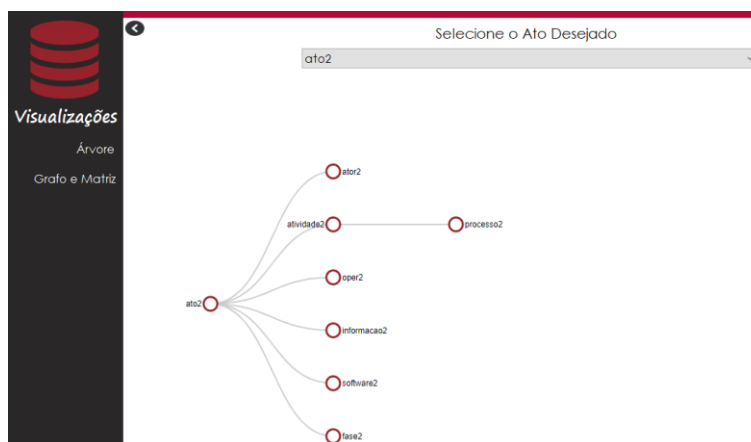 Selecione o Ato Desejado
ato2
Visualizações
Árvore
Grafo e Matriz
ator2
atividade2
processo2
oper2
ato2
informacao2
software2
fase2